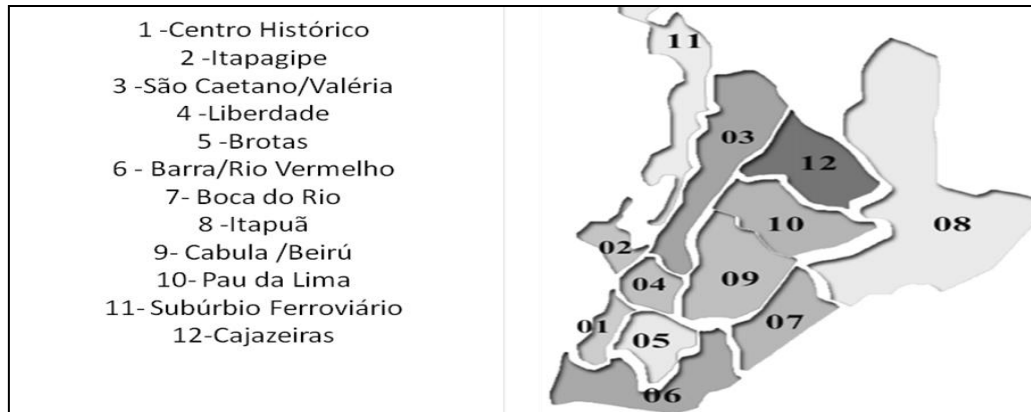 1 -Centro Histórico
2 -Itapagipe
3 -São Caetano/Valéria
4 -Liberdade
5 -Brotas
6 - Barra/Rio Vermelho
7- Boca do Rio
8 -Itapuã
9- Cabula /Beirú
10- Pau da Lima
11- Subúrbio Ferroviário
12-Cajazeiras
11
03
12
10
08
02
04
09
01
07
05
06